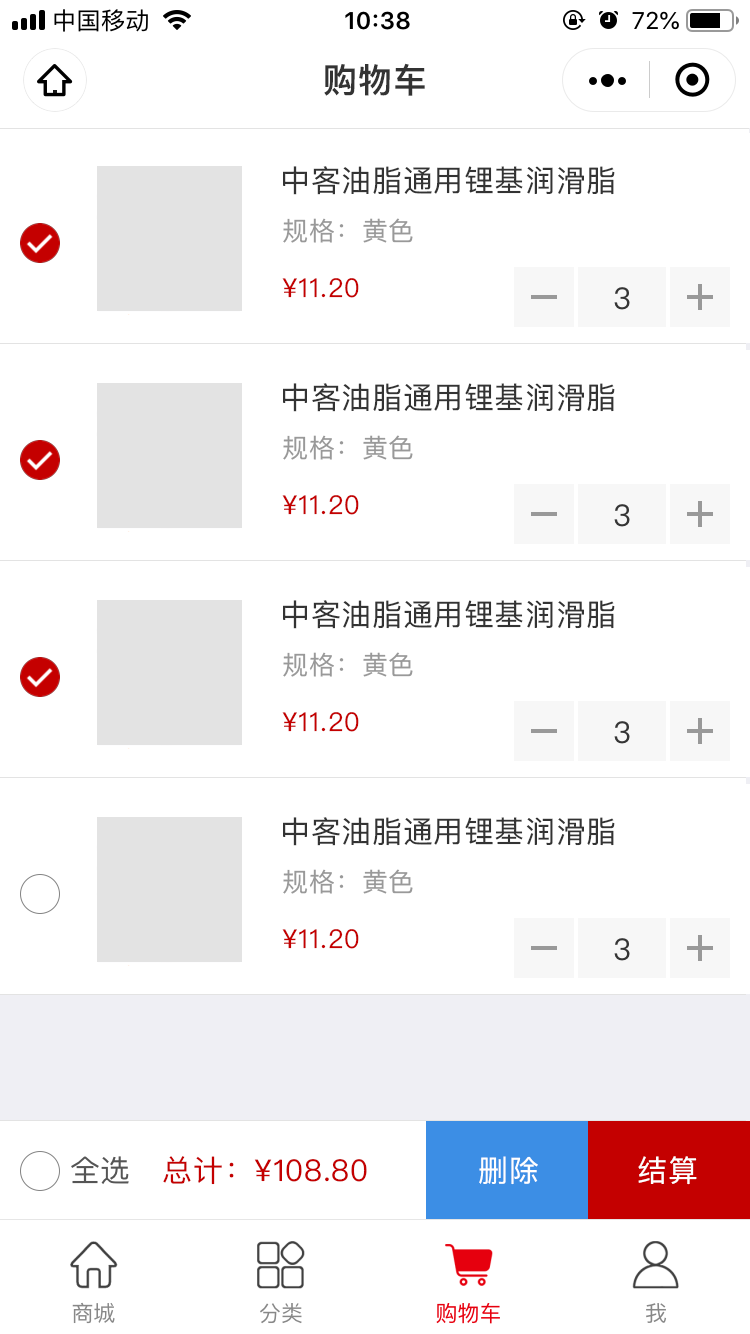 中国移动 10:38 72%
购物车
中客油脂通用锂基润滑脂
规格：黄色
¥11.20 3
中客油脂通用锂基润滑脂
规格：黄色
¥11.20 3
中客油脂通用锂基润滑脂
规格：黄色
¥11.20 3
中客油脂通用锂基润滑脂
规格：黄色
¥11.20 3
全选 总计：¥108.80 删除 结算
商城 分类 购物车 我